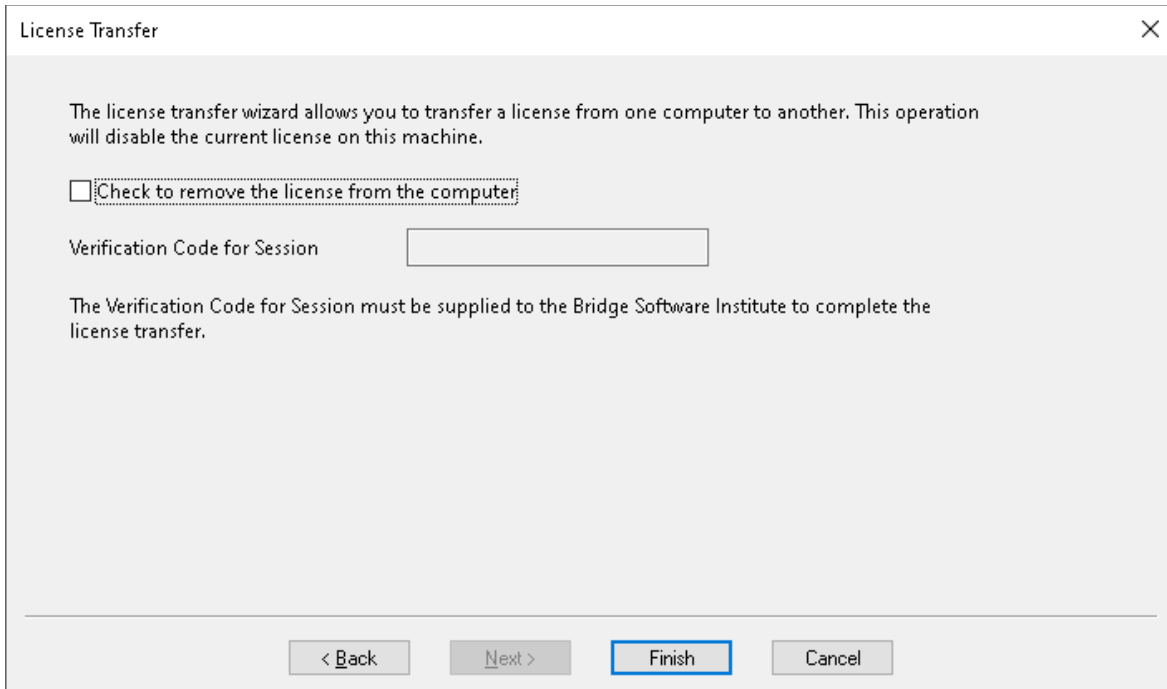 License Transfer
The license transfer wizard allows you to transfer a license from one computer to another. This operation
will disable the current license on this machine.
Check to remove the license from the computer
Verification Code for Session
The Verification Code for Session must be supplied to the Bridge Software Institute to complete the
license transfer.
< Back
Next >
Finish
Cancel